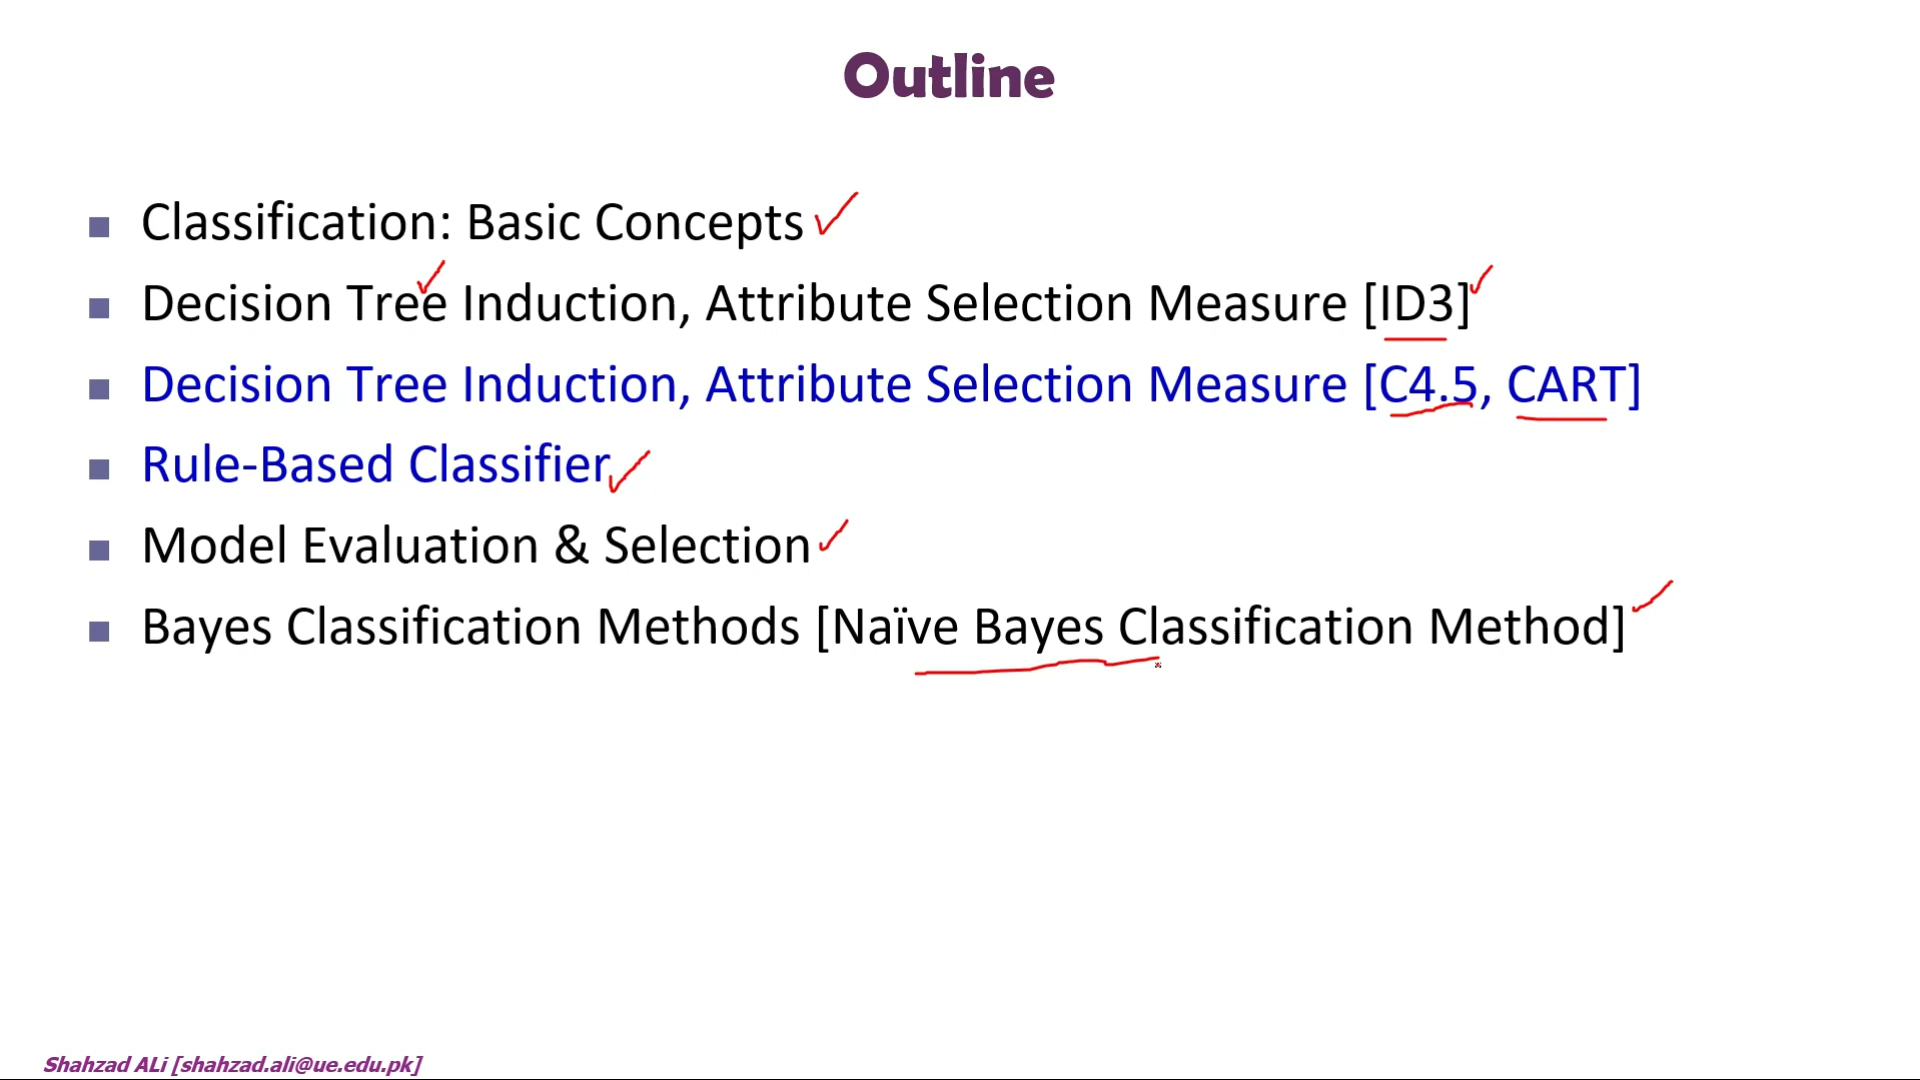 Outline
Classification: Basic Concepts
Decision Tree Induction, Attribute Selection Measure [ID3]
Decision Tree Induction, Attribute Selection Measure [C4.5, CART]
Rule-Based Classifier
Model Evaluation & Selection
Bayes Classification Methods [Naïve Bayes Classification Method]
Shahzad ALi [shahzad.ali@ue.edu.pk]